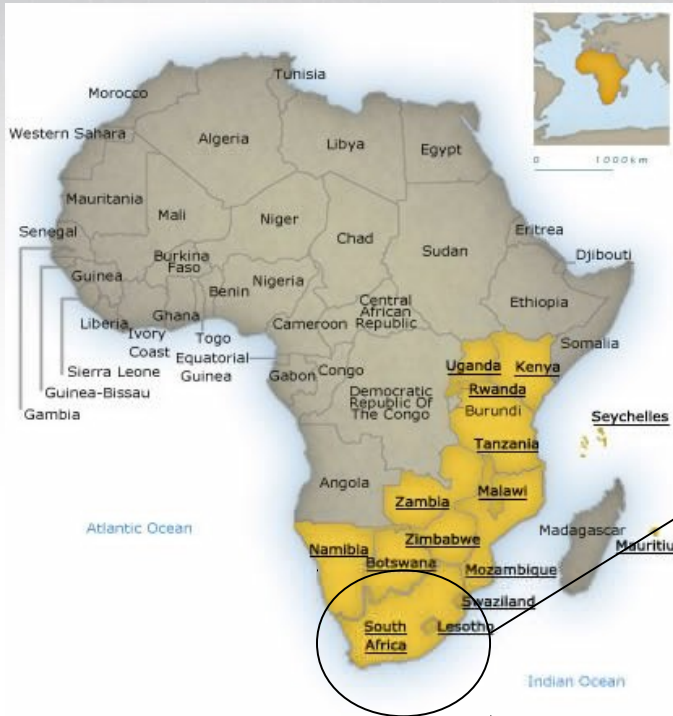 Tunisia
Morocco
Western Sahara
Algeria
Libya
Egypt
0 1000km
Mauritania
Mali
Niger
Chad
Sudan
Eritrea
Senegal
Djibouti
Guinea
Burkina
Faso
Benin
Nigeria
Ethiopia
Central
African
Republic
Liberia
Ghana
Cameroon
Ivory
Coast
Togo
Somalia
Sierra Leone
Equatorial
Guinea
Gabon
Congo
Uganda
Kenya
Guinea-Bissau
Rwanda
Gambia
Democratic
Republic Of
The Congo
Burundi
Seychelles
Tanzania
Angola
Malawi
Zambia
Atlantic Ocean
Madagascar
Zimbabwe
Mauritiu
Namibia
Botswana
Mozambique
Swaziland
South
Africa
Lesotho
Indian Ocean